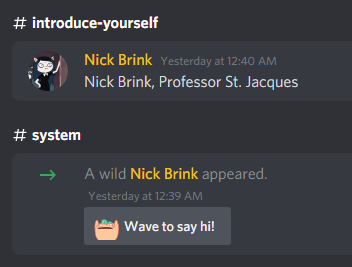 # introduce-yourself
Nick Brink Yesterday at 12:40 AM
Nick Brink, Professor St. Jacques
# system
A wild Nick Brink appeared.
Yesterday at 12:39 AM
Wave to say hi!